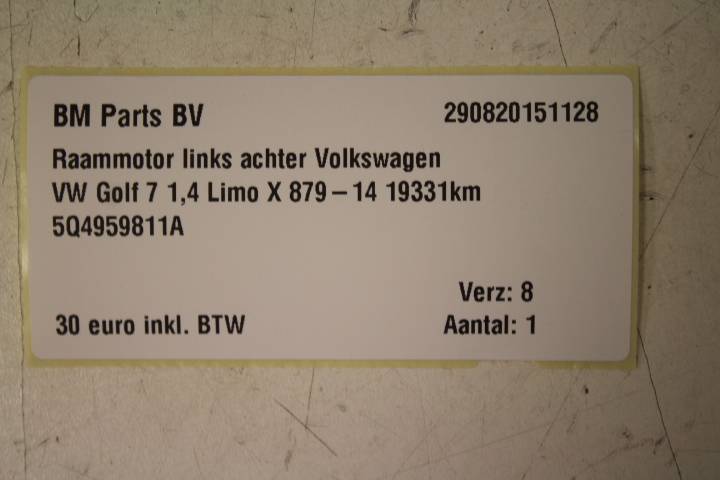 BM Parts BV 290820151128
Raammotor links achter Volkswagen
VW Golf 7 1,4 Limo X 879 – 14 19331km
5Q4959811A
Verz: 8
30 euro inkl. BTW Aantal: 1